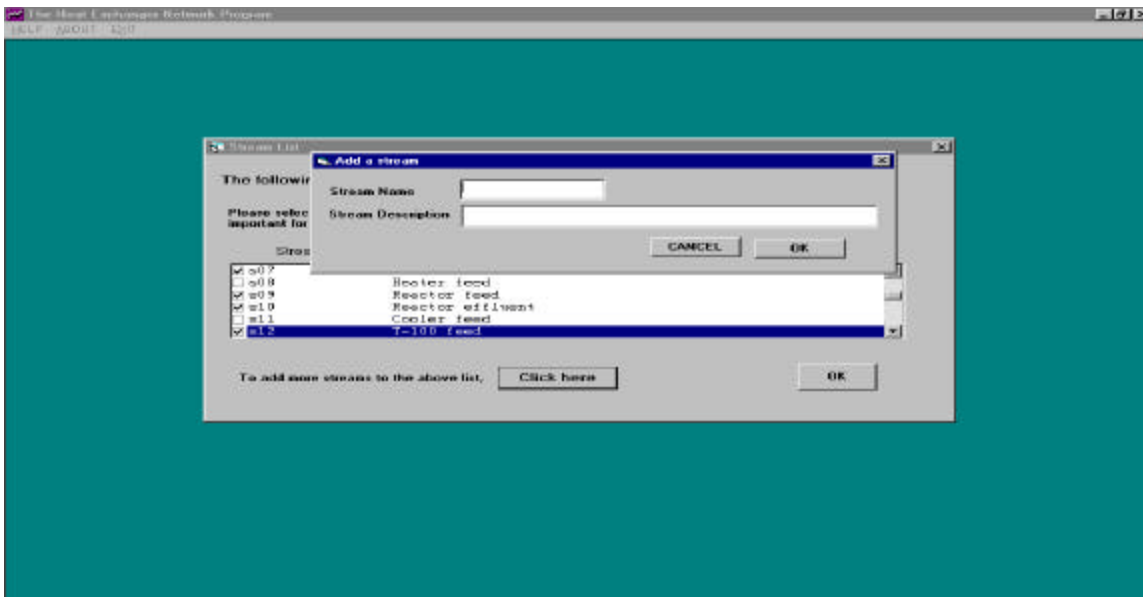 The Heat Exchanger Network Program
HELP ABOUT QUIT
Stream List
Add a stream
The followin
Stream Name
Please selec
important for
Stream Description
CANCEL
OK
Strea
s07
s08 Heater feed
s09 Reactor feed
s10 Reactor effluent
s11 Cooler feed
s12 T-100 feed
To add more streams to the above list,
Click here
OK